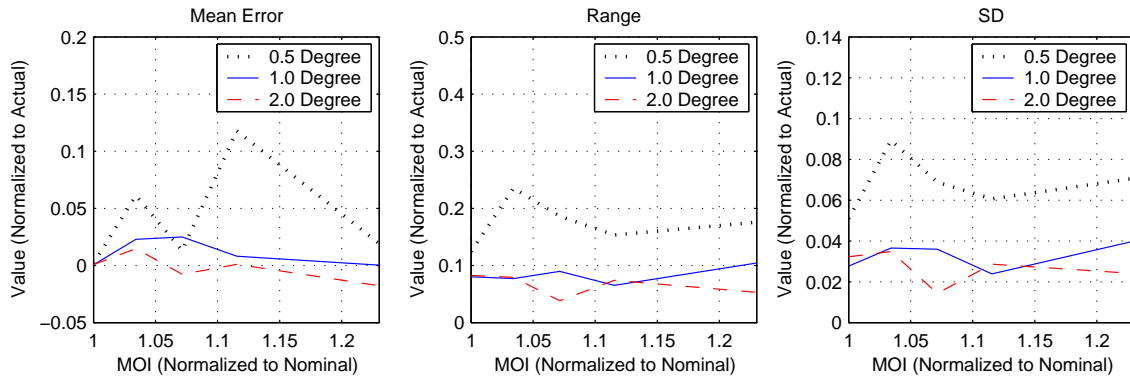 Mean Error
0.2
0.15
0.1
0.05
0
−0.05
Value (Normalized to Actual)
0.5 Degree
1.0 Degree
2.0 Degree
1
1.05
1.1
1.15
1.2
MOI (Normalized to Nominal)
Range
0.5
0.4
0.3
0.2
0.1
0
Value (Normalized to Actual)
0.5 Degree
1.0 Degree
2.0 Degree
1
1.05
1.1
1.15
1.2
MOI (Normalized to Nominal)
SD
0.14
0.12
0.1
0.08
0.06
0.04
0.02
0
Value (Normalized to Actual)
0.5 Degree
1.0 Degree
2.0 Degree
1
1.05
1.1
1.15
1.2
MOI (Normalized to Nominal)